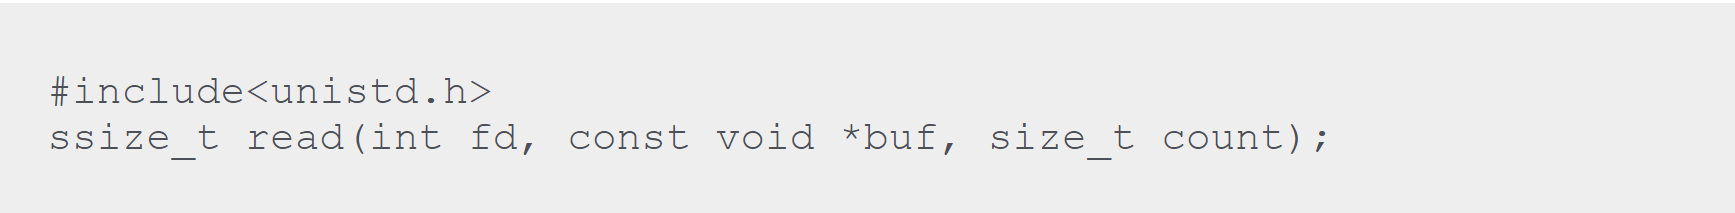 #include<unistd.h>
ssize_t read(int fd, const void *buf, size_t count);